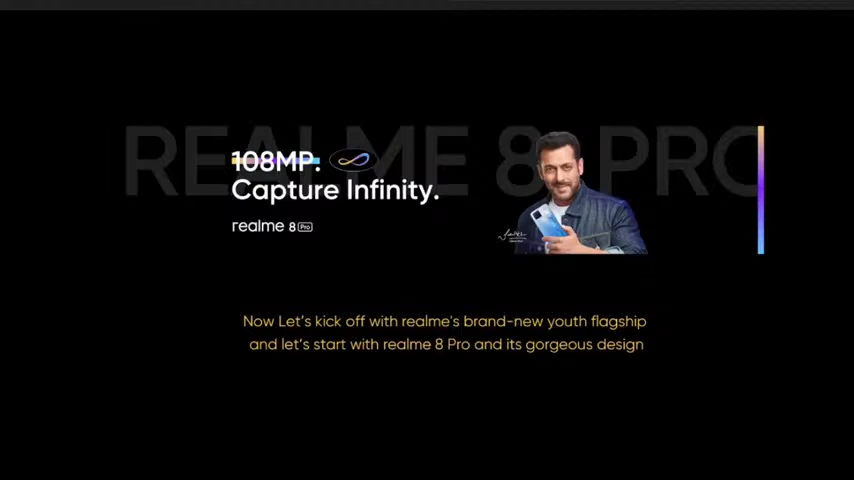 REALME 8 PRO
108MP.
Capture Infinity.
realme 8 Pro
Now Let's kick off with realme's brand-new youth flagship
and let's start with realme 8 Pro and its gorgeous design